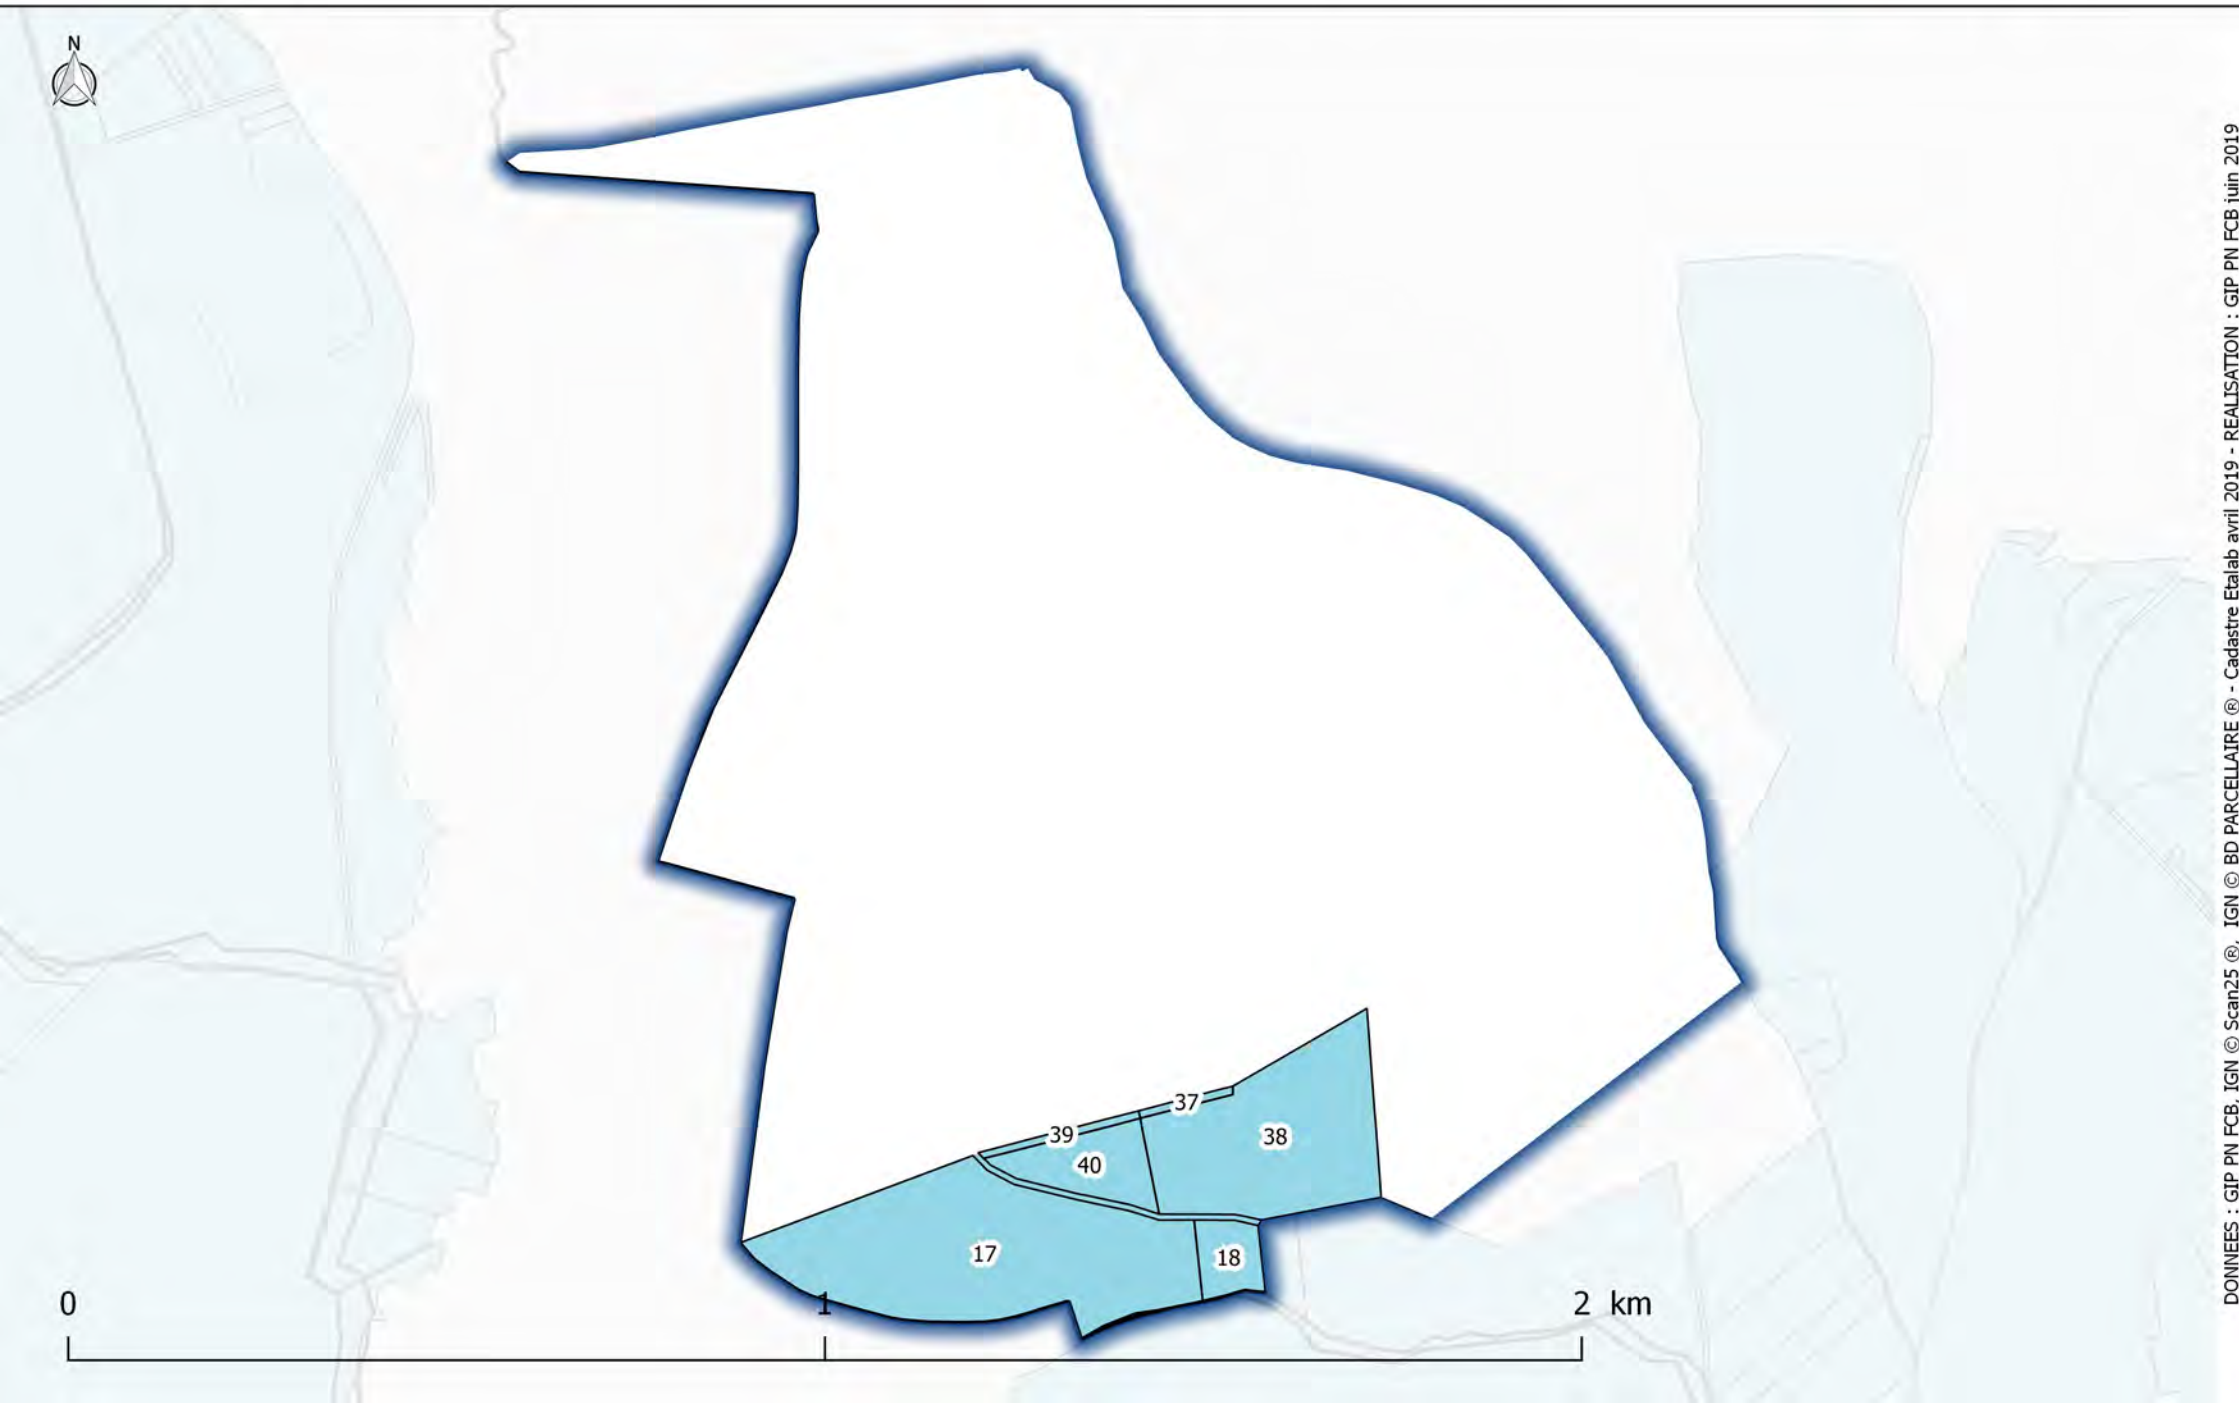 N
37
39
38
40
17
18
0
1
2 km
DONNEES : GIP PN FCB, IGN © Scan25 ®, IGN © BD PARCELLAIRE ® - Cadastre Etalab avril 2019 - REALISATION : GIP PN FCB juin 2019